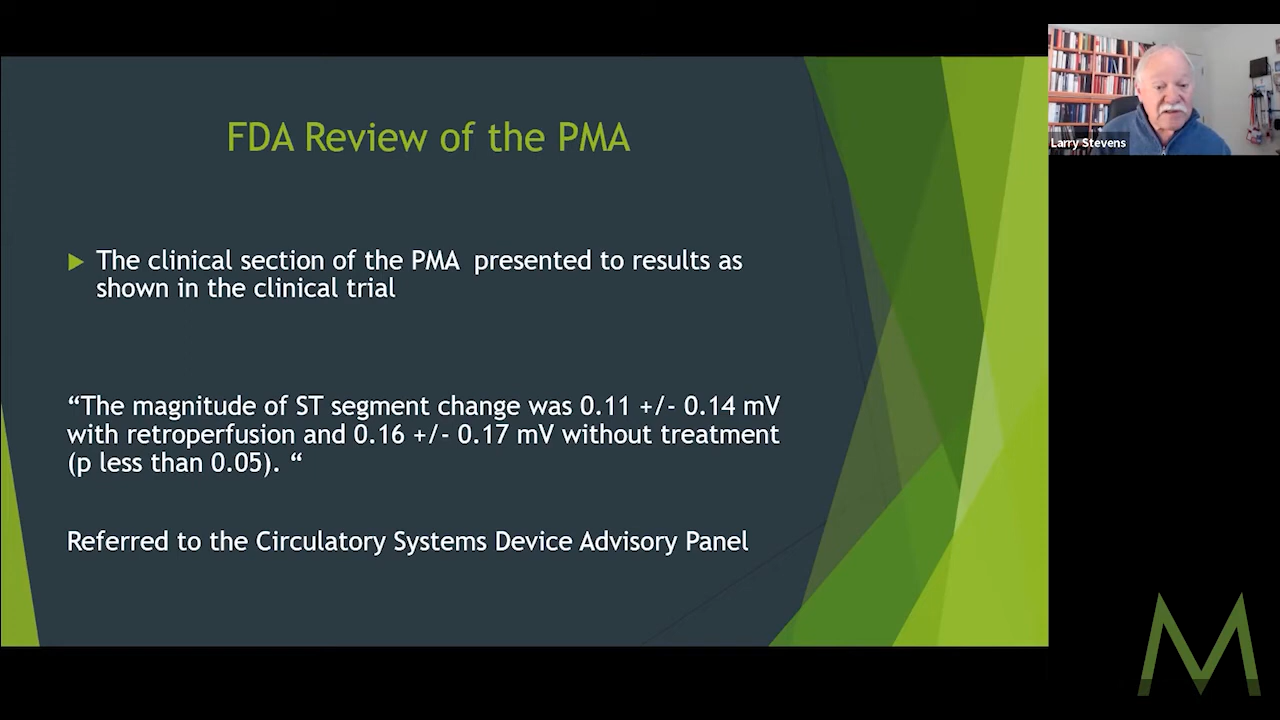 FDA Review of the PMA
The clinical section of the PMA presented to results as
shown in the clinical trial
“The magnitude of ST segment change was 0.11 +/- 0.14 mV
with retroperfusion and 0.16 +/- 0.17 mV without treatment
(p less than 0.05). “
Referred to the Circulatory Systems Device Advisory Panel
Larry Stevens
M